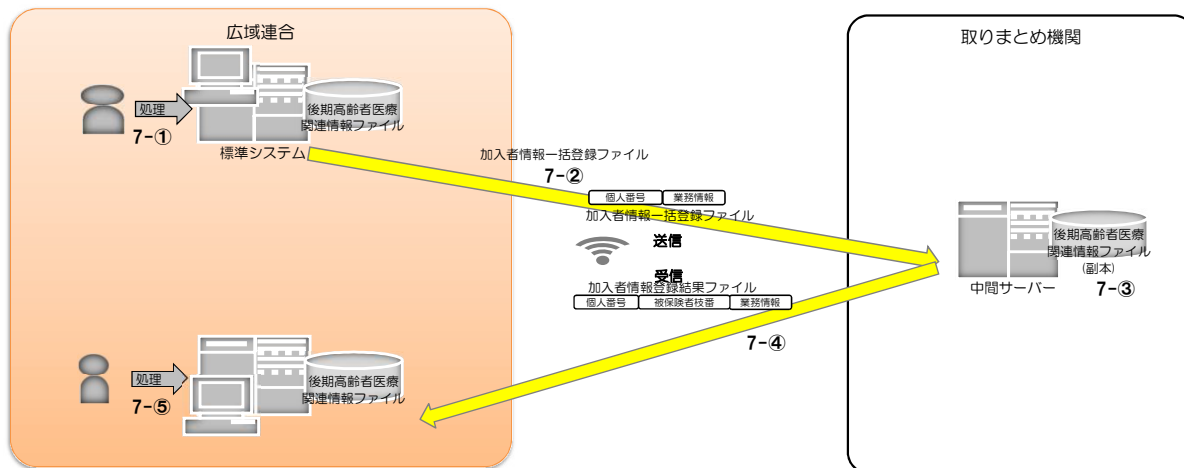 広域連合
取りまとめ機関
処理
7-①
後期高齢者医療
関連情報ファイル
標準システム
加入者情報一括登録ファイル
7-②
個人番号 業務情報
加入者情報一括登録ファイル
送信
受信
加入者情報登録結果ファイル
個人番号 被保険者枝番 業務情報
7-④
後期高齢者医療
関連情報ファイル
(副本)
中間サーバー
7-③
処理
7-⑤
後期高齢者医療
関連情報ファイル